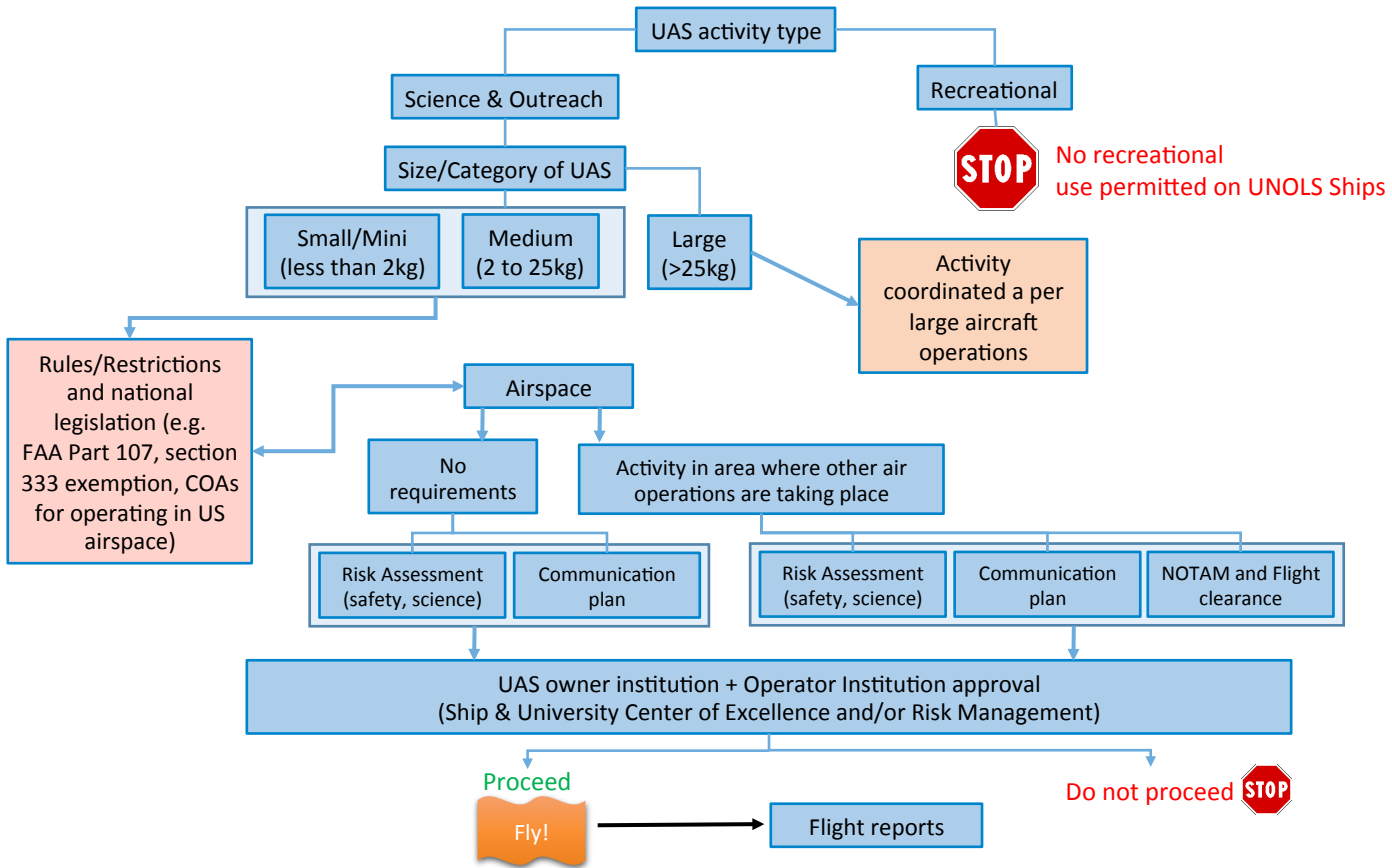 UAS activity type
Science & Outreach
Recreational
STOP
No recreational
use permitted on UNOLS Ships
Size/Category of UAS
Small/Mini
(less than 2kg)
Medium
(2 to 25kg)
Large
(>25kg)
Activity
coordinated a per
large aircraft
operations
Rules/Restrictions
and national
legislation (e.g.
FAA Part 107, section
333 exemption, COAs
for operating in US
airspace)
Airspace
No
requirements
Activity in area where other air
operations are taking place
Risk Assessment
(safety, science)
Communication
plan
Risk Assessment
(safety, science)
Communication
plan
NOTAM and Flight
clearance
UAS owner institution + Operator Institution approval
(Ship & University Center of Excellence and/or Risk Management)
Proceed
Fly!
Flight reports
Do not proceed
STOP